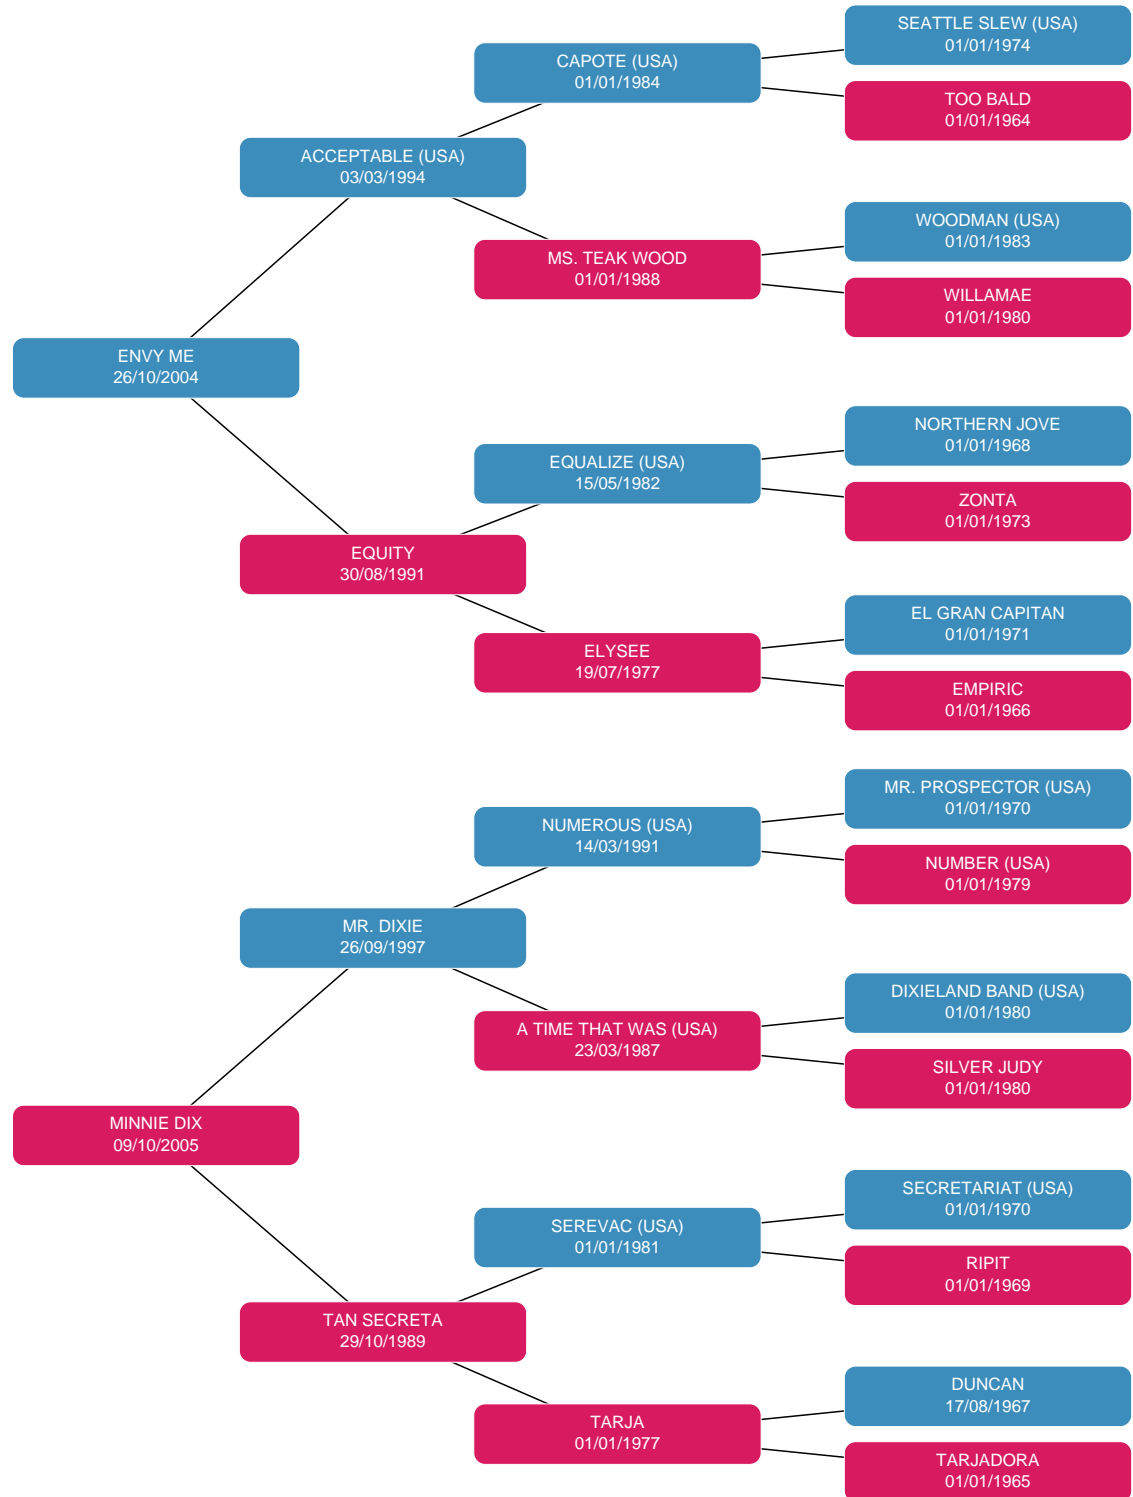 SEATTLE SLEW (USA)
01/01/1974
CAPOTE (USA)
01/01/1984
TOO BALD
01/01/1964
ACCEPTABLE (USA)
03/03/1994
WOODMAN (USA)
01/01/1983
MS. TEAK WOOD
01/01/1988
WILLAMAE
01/01/1980
ENVY ME
26/10/2004
NORTHERN JOVE
01/01/1968
EQUALIZE (USA)
15/05/1982
ZONTA
01/01/1973
EQUITY
30/08/1991
EL GRAN CAPITAN
01/01/1971
ELYSEE
19/07/1977
EMPIRIC
01/01/1966
MR. PROSPECTOR (USA)
01/01/1970
NUMEROUS (USA)
14/03/1991
NUMBER (USA)
01/01/1979
MR. DIXIE
26/09/1997
DIXIELAND BAND (USA)
01/01/1980
A TIME THAT WAS (USA)
23/03/1987
SILVER JUDY
01/01/1980
MINNIE DIX
09/10/2005
SECRETARIAT (USA)
01/01/1970
SEREVAC (USA)
01/01/1981
RIPIT
01/01/1969
TAN SECRETA
29/10/1989
DUNCAN
17/08/1967
TARJA
01/01/1977
TARJADORA
01/01/1965